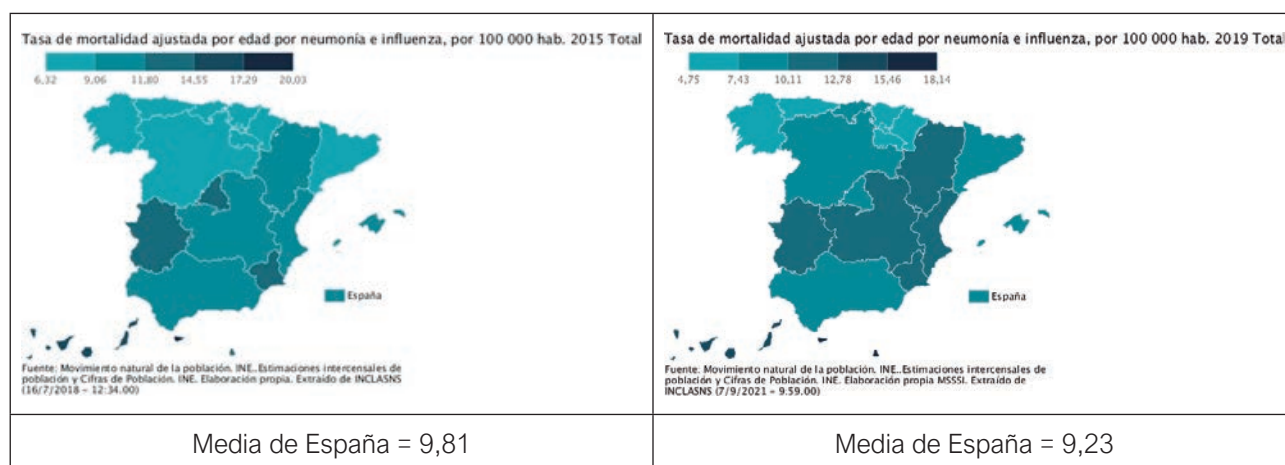 Tasa de mortalidad ajustada por edad por neumonía e influenza, por 100 000 hab. 2015 Total
6,32 9,06 11,80 14,55 17,29 20,03
España
Fuente: Movimiento natural de la población. INE..Estimaciones intercensales de
población y Cifras de Población. INE. Elaboración propia. Extraído de INCLASNS
(16/7/2018 – 12:34.00)
Media de España = 9,81
Tasa de mortalidad ajustada por edad por neumonía e influenza, por 100 000 hab. 2019 Total
4,75 7,43 10,11 12,78 15,46 18,14
España
Fuente: Movimiento natural de la población. INE..Estimaciones intercensales de
población y Cifras de Población. INE. Elaboración propia MSSSI. Extraído de
INCLASNS (7/9/2021 – 9:59.00)
Media de España = 9,23